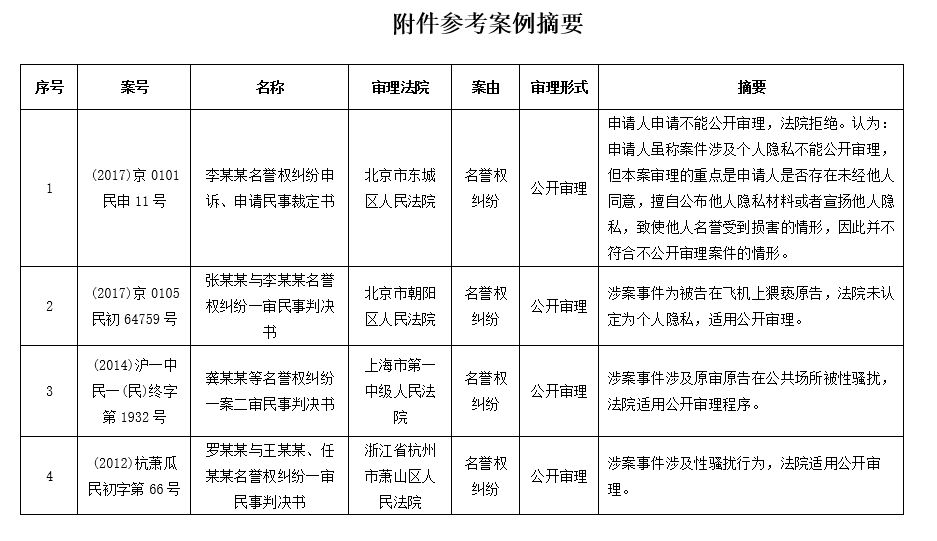 附件参考案例摘要
序号 案号 名称 审理法院 案由 审理形式 摘要
1
(2017)京 0101
民申 11 号
李某某名誉权纠纷申
诉、申请民事裁定书
北京市东城
区人民法院
名誉权
纠纷
公开审理
申请人申请不能公开审理，法院拒绝。认为：
申请人虽称案件涉及个人隐私不能公开审理，
但本案审理的重点是申请人是否存在未经他人
同意，擅自公布他人隐私材料或者宣扬他人隐
私，致使他人名誉受到损害的情形，因此并不
符合不公开审理案件的情形。
2
(2017)京 0105
民初 64759 号
张某某与李某某名誉
权纠纷一审民事判决
书
北京市朝阳
区人民法院
名誉权
纠纷
公开审理
涉案事件为被告在飞机上猥亵原告，法院未认
定为个人隐私，适用公开审理。
3
(2014)沪一中
民一(民)终字
第 1932 号
龚某某等名誉权纠纷
一案二审民事判决书
上海市第一
中级人民法
院
名誉权
纠纷
公开审理
涉案事件涉及原审原告在公共场所被性骚扰，
法院适用公开审理程序。
4
(2012)杭萧瓜
民初字第 66 号
罗某某与王某某、任
某某名誉权纠纷一审
民事判决书
浙江省杭州
市萧山区人
民法院
名誉权
纠纷
公开审理
涉案事件涉及性骚扰行为，法院适用公开审
理。